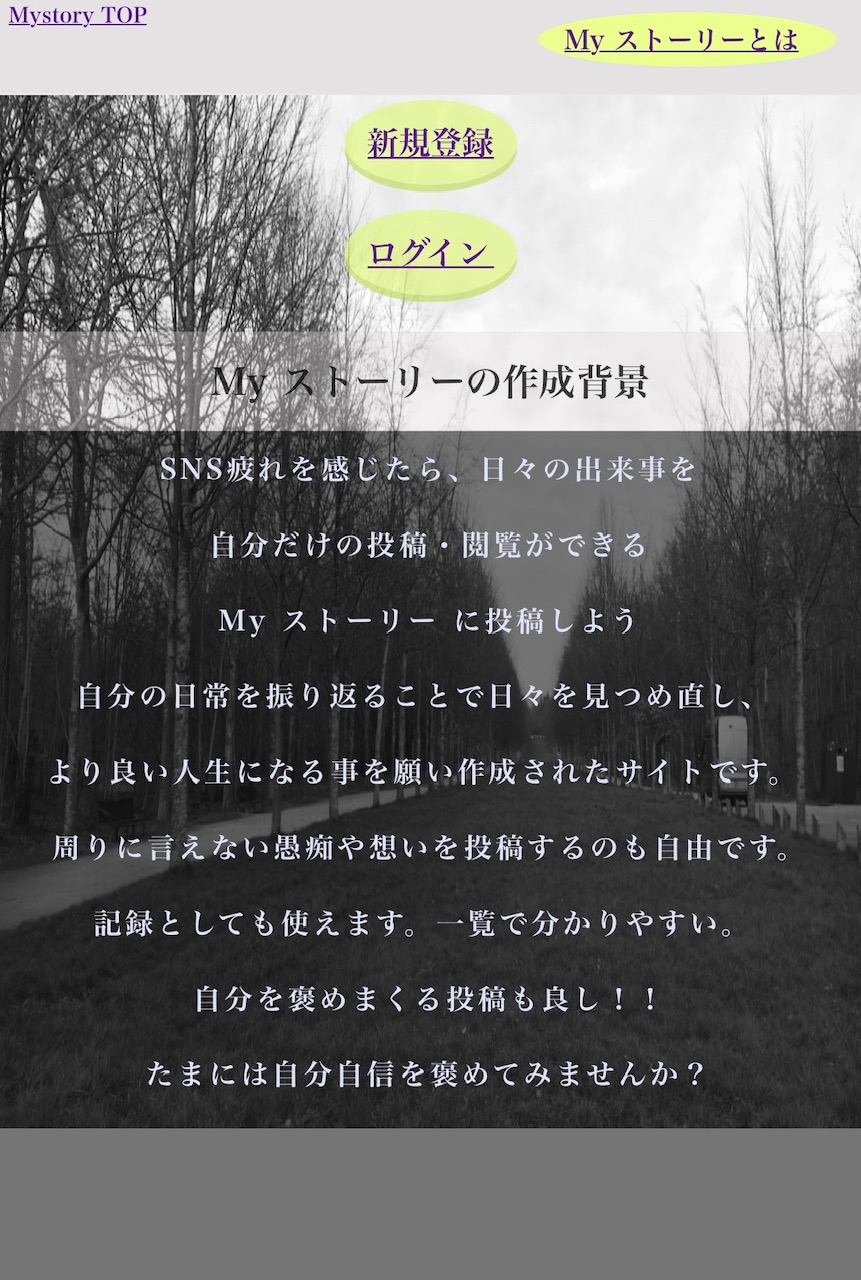 Mystory TOP
My ストーリーとは
新規登録
ログイン
My ストーリーの作成背景
SNS疲れを感じたら、日々の出来事を
自分だけの投稿・閲覧ができる
My ストーリー に投稿しよう
自分の日常を振り返ることで日々を見つめ直し、
より良い人生になる事を願い作成されたサイトです。
周りに言えない愚痴や想いを投稿するのも自由です。
記録としても使えます。一覧で分かりやすい。
自分を褒めまくる投稿も良し！！
たまには自分自信を褒めてみませんか？